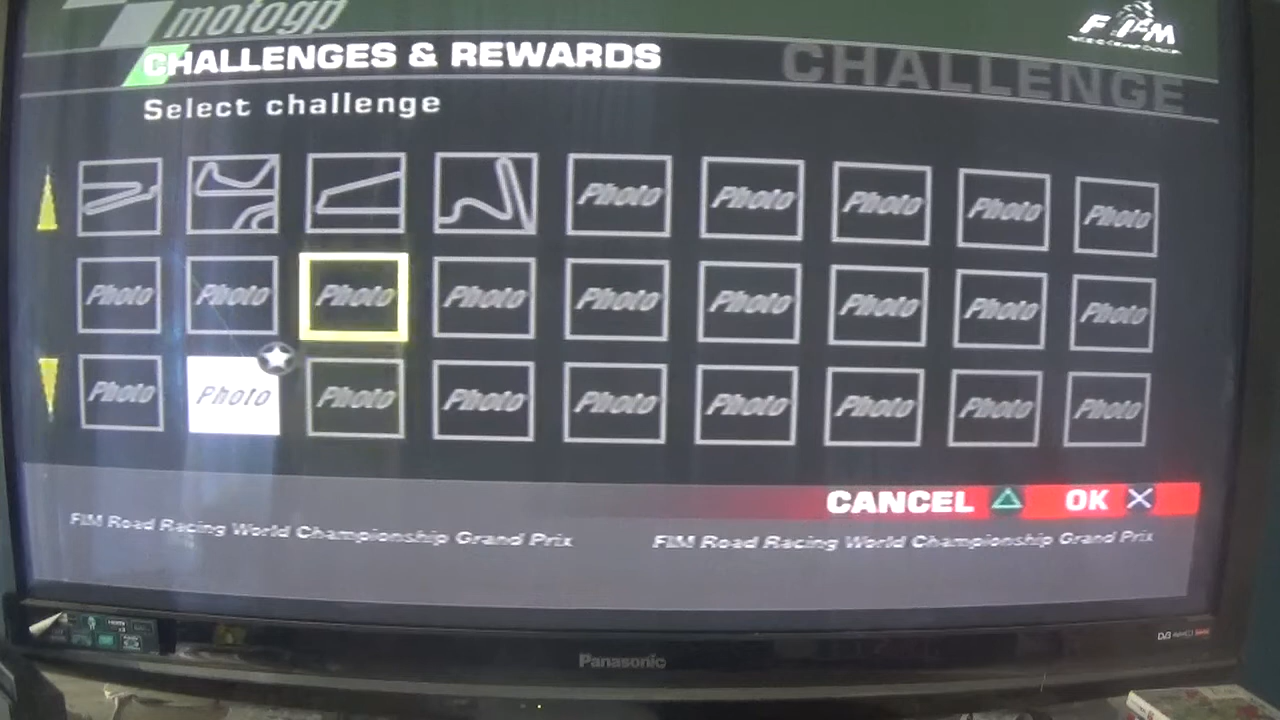 motogp
FIM
CHALLENGES & REWARDS
CHALLENGE
Select challenge
Photo Photo Photo Photo Photo
Photo Photo Photo Photo Photo Photo Photo Photo Photo
Photo Photo Photo Photo Photo Photo Photo Photo Photo
CANCEL OK
FIM Road Racing World Championship Grand Prix FIM Road Racing World Championship Grand Prix
Panasonic
DVB